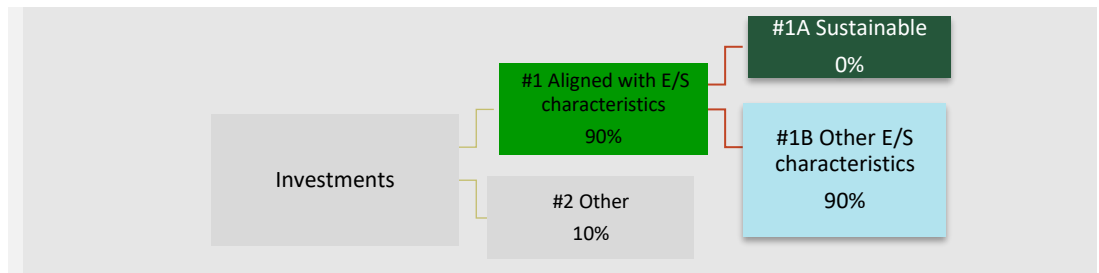 #1A Sustainable
0%
#1 Aligned with E/S
characteristics
90%
#1B Other E/S
characteristics
90%
Investments
#2 Other
10%